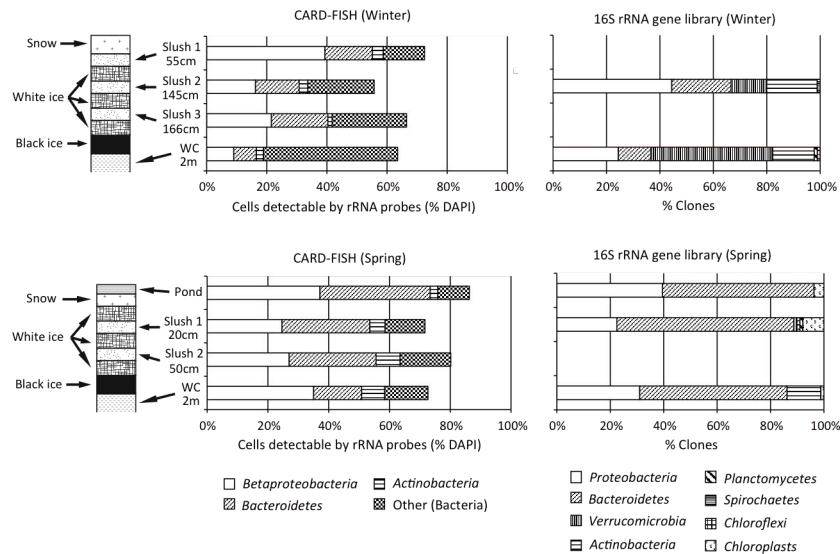 CARD-FISH (Winter)
16S rRNA gene library (Winter)
Snow
White ice
Black ice
Slush 1
55cm
Slush 2
145cm
Slush 3
166cm
WC
2m
0% 20% 40% 60% 80% 100%
Cells detectable by rRNA probes (% DAPI)
0% 20% 40% 60% 80% 100%
% Clones
CARD-FISH (Spring)
16S rRNA gene library (Spring)
Snow
White ice
Black ice
Pond
Slush 1
20cm
Slush 2
50cm
WC
2m
0% 20% 40% 60% 80% 100%
Cells detectable by rRNA probes (% DAPI)
0% 20% 40% 60% 80% 100%
% Clones
Betaproteobacteria
Actinobacteria
Bacteroidetes
Other (Bacteria)
Proteobacteria
Planctomycetes
Bacteroidetes
Spirochaetes
Verrucomicrobia
Chloroflexi
Actinobacteria
Chloroplasts